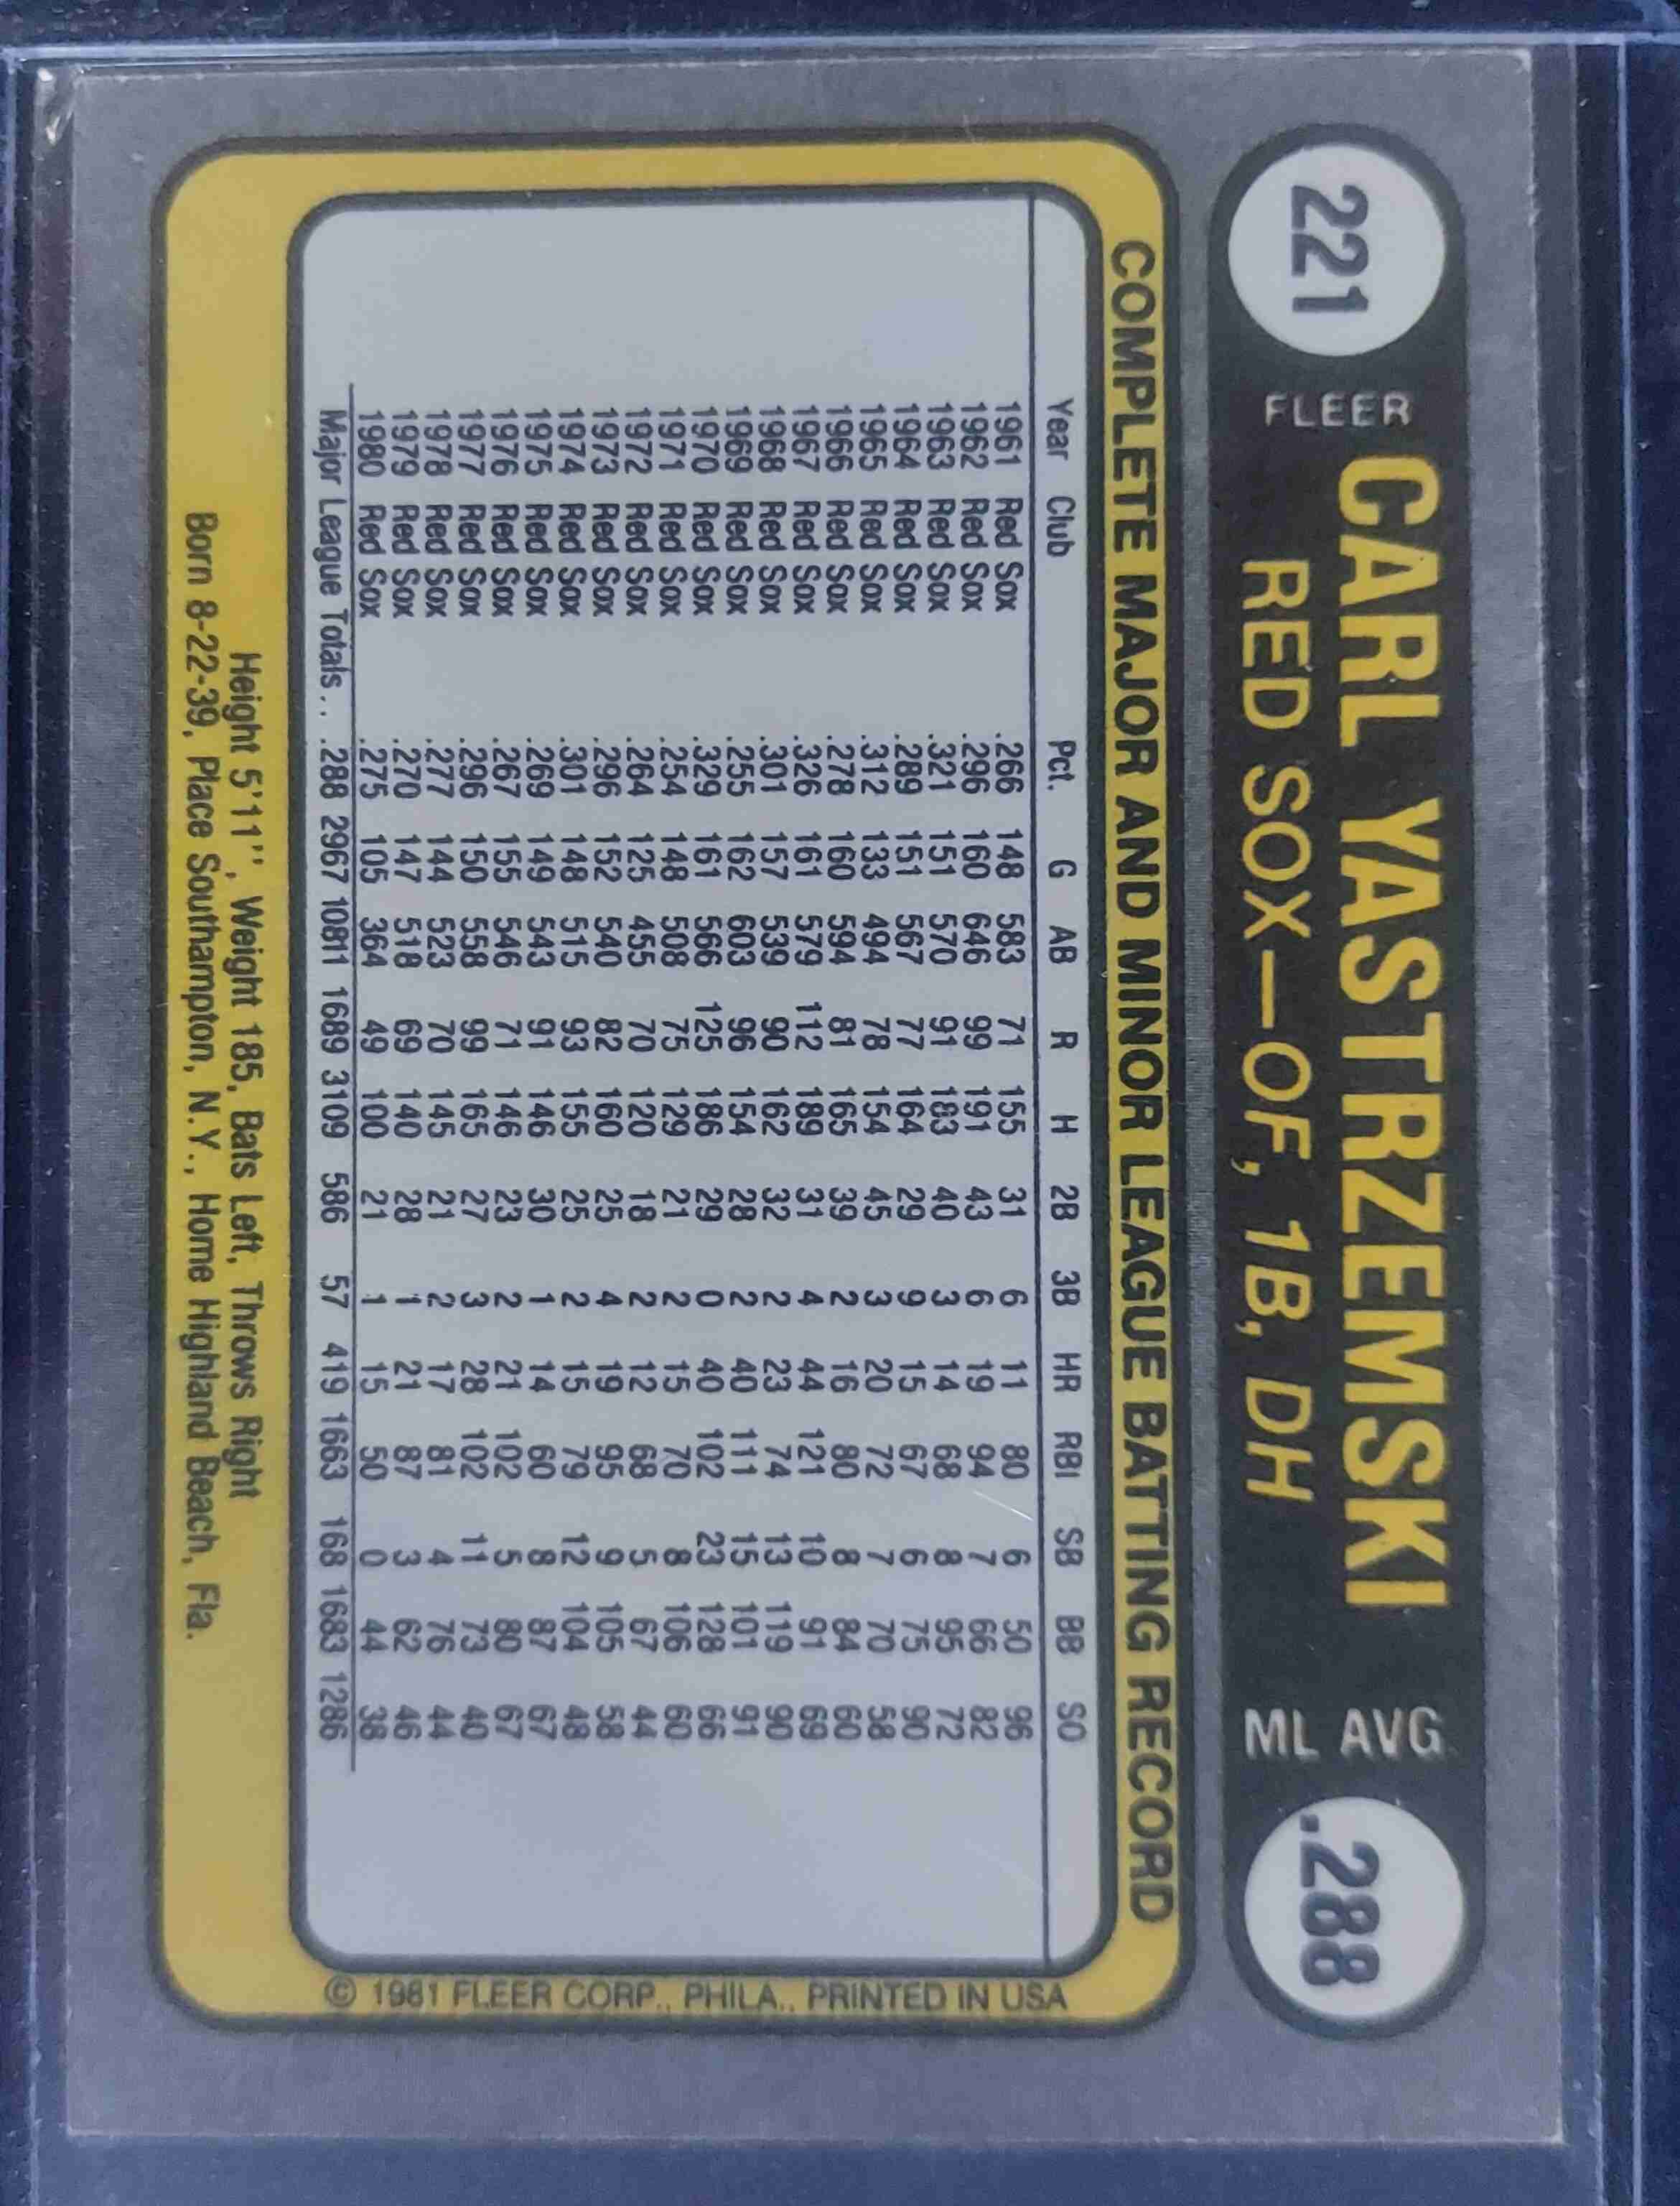 221 FLEER CARL YASTRZEMSKI ML AVG .288
RED SOX—OF, 1B, DH
COMPLETE MAJOR AND MINOR LEAGUE BATTING RECORD
Year Club Pct. G AB R H 2B 3B HR RBI SB BB SO
1961 Red Sox .266 148 583 71 155 31 6 11 80 6 50 96
1962 Red Sox .296 160 646 99 191 43 6 19 94 7 66 82
1963 Red Sox .321 151 570 91 183 40 3 14 68 8 95 72
1964 Red Sox .289 151 567 77 164 29 9 15 67 6 75 90
1965 Red Sox .312 133 494 78 154 45 3 20 72 7 70 58
1966 Red Sox .278 160 594 81 165 39 2 16 80 8 84 60
1967 Red Sox .326 161 579 112 189 31 4 44 121 10 91 69
1968 Red Sox .301 157 539 90 162 32 2 23 74 13 119 90
1969 Red Sox .255 162 603 96 154 28 2 40 111 15 101 91
1970 Red Sox .329 161 566 125 186 29 0 40 102 23 128 66
1971 Red Sox .254 148 508 75 129 21 2 15 70 8 106 60
1972 Red Sox .264 125 455 70 120 18 2 12 68 5 67 44
1973 Red Sox .296 152 540 82 160 25 4 19 95 9 105 58
1974 Red Sox .301 148 515 93 155 25 2 15 79 12 104 48
1975 Red Sox .269 149 543 91 146 30 1 14 60 8 87 67
1976 Red Sox .267 155 546 71 146 23 2 21 102 5 80 67
1977 Red Sox .296 150 558 99 165 27 3 28 102 11 73 40
1978 Red Sox .277 144 523 70 145 21 2 17 81 4 76 44
1979 Red Sox .270 147 518 69 140 28 1 21 87 3 62 46
1980 Red Sox .275 105 364 49 100 21 1 15 50 0 44 38
Major League Totals. . .288 2967 10811 1689 3109 586 57 419 1663 168 1683 1286
Height 5'11'', Weight 185, Bats Left, Throws Right
Born 8-22-39, Place Southampton, N.Y., Home Highland Beach, Fla.
© 1981 FLEER CORP., PHILA., PRINTED IN USA